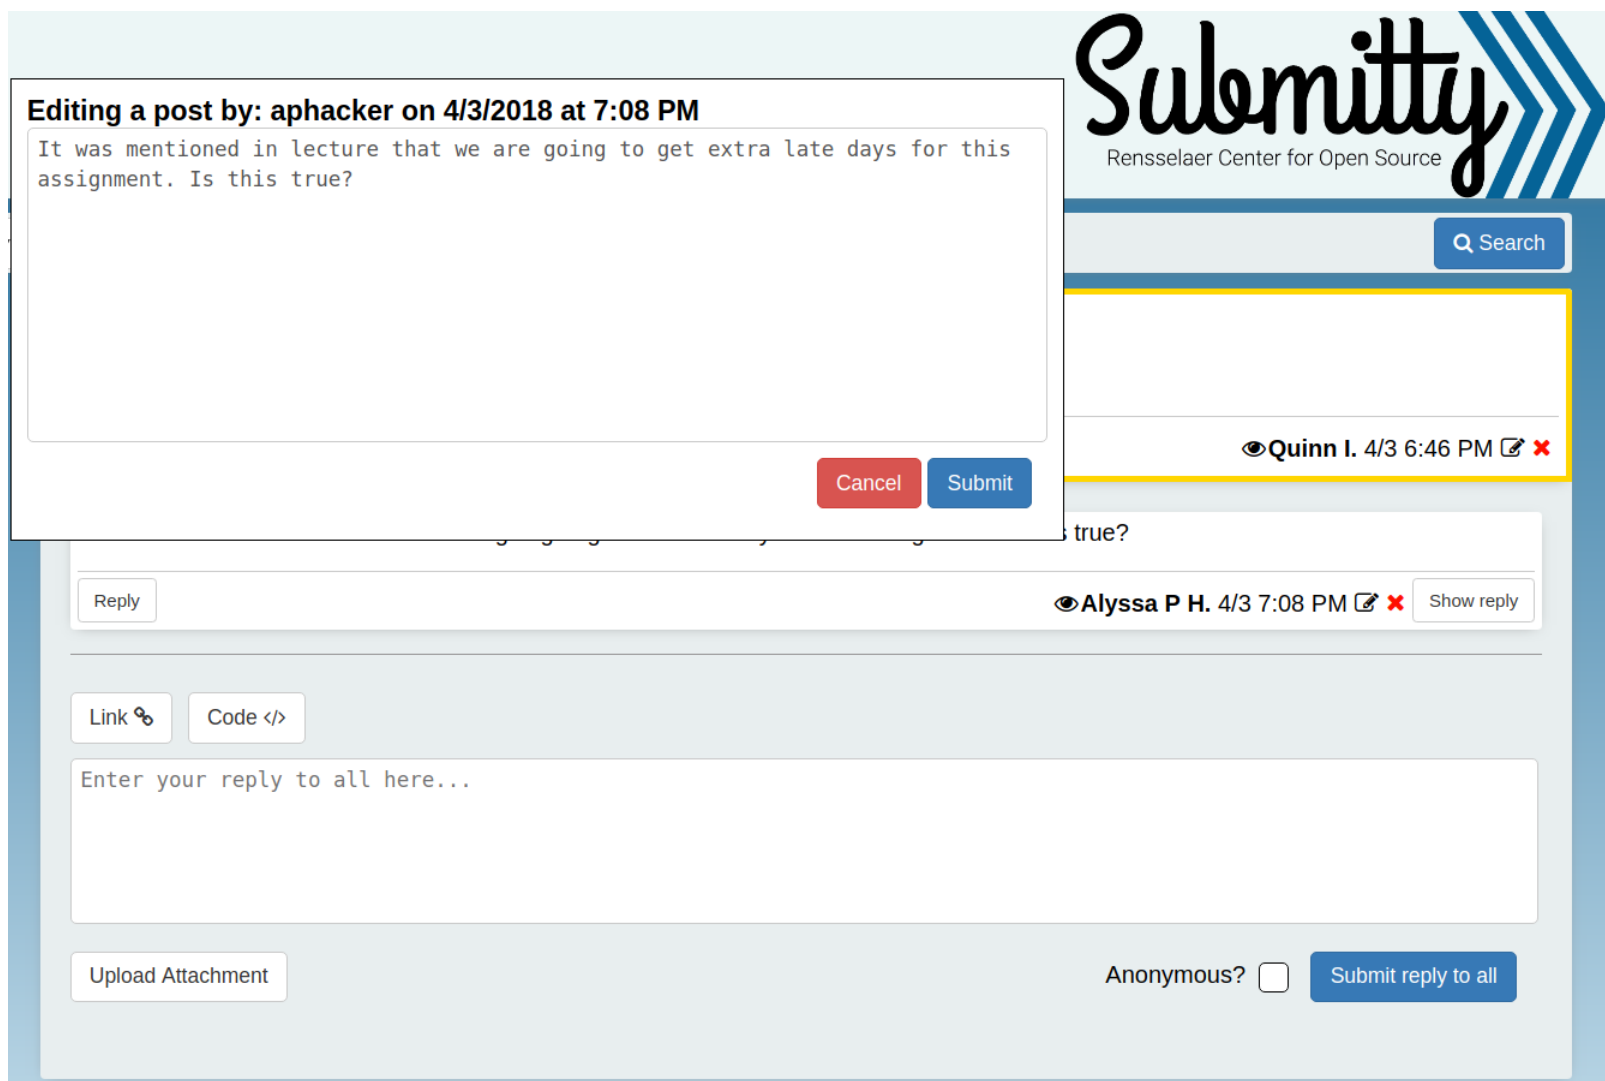 Submitty
Rensselaer Center for Open Source
Editing a post by: aphacker on 4/3/2018 at 7:08 PM
It was mentioned in lecture that we are going to get extra late days for this
assignment. Is this true?
Cancel
Submit
Search
Quinn I. 4/3 6:46 PM
true?
Reply
Alyssa P H. 4/3 7:08 PM
Show reply
Link
Code </>
Enter your reply to all here...
Upload Attachment
Anonymous?
Submit reply to all